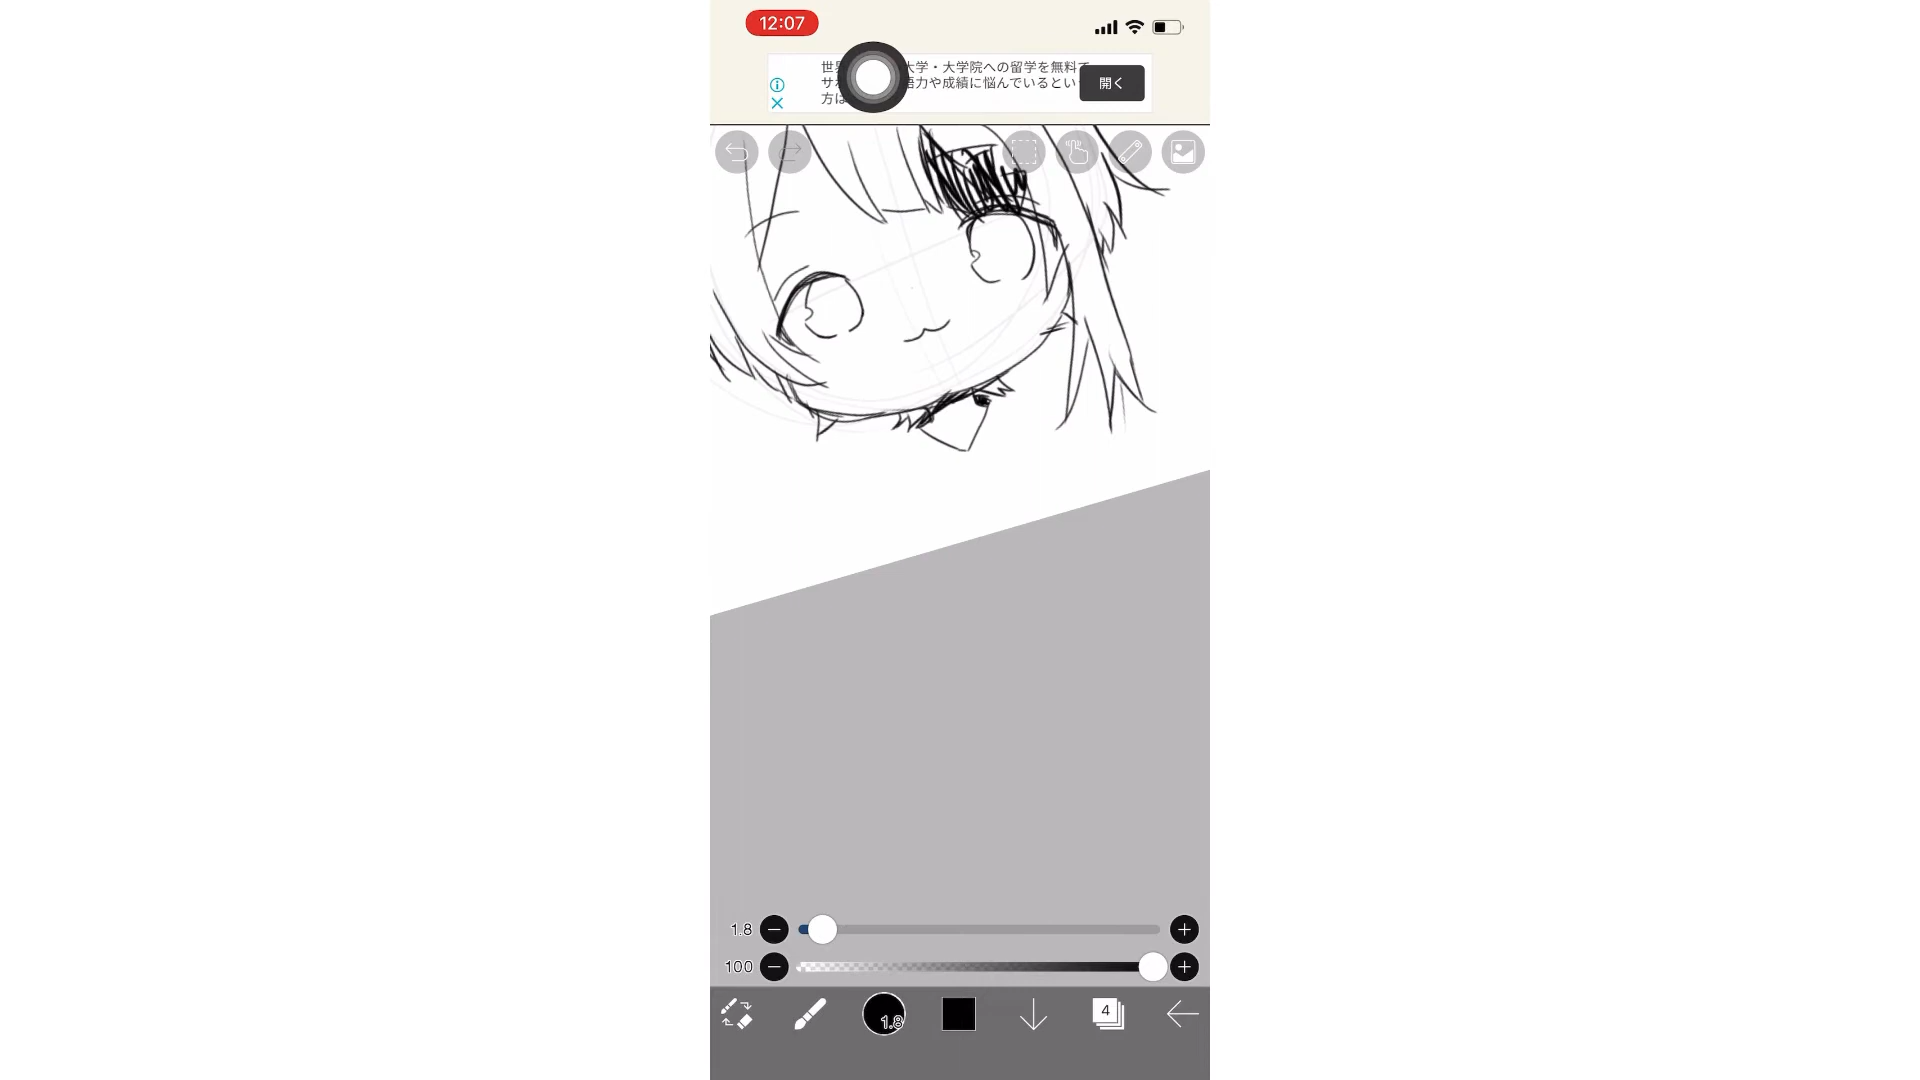 12:07
世 大学・大学院への留学を無料で
サ 語力や成績に悩んでいるとい
方は
開く
1.8
100
1.8
4